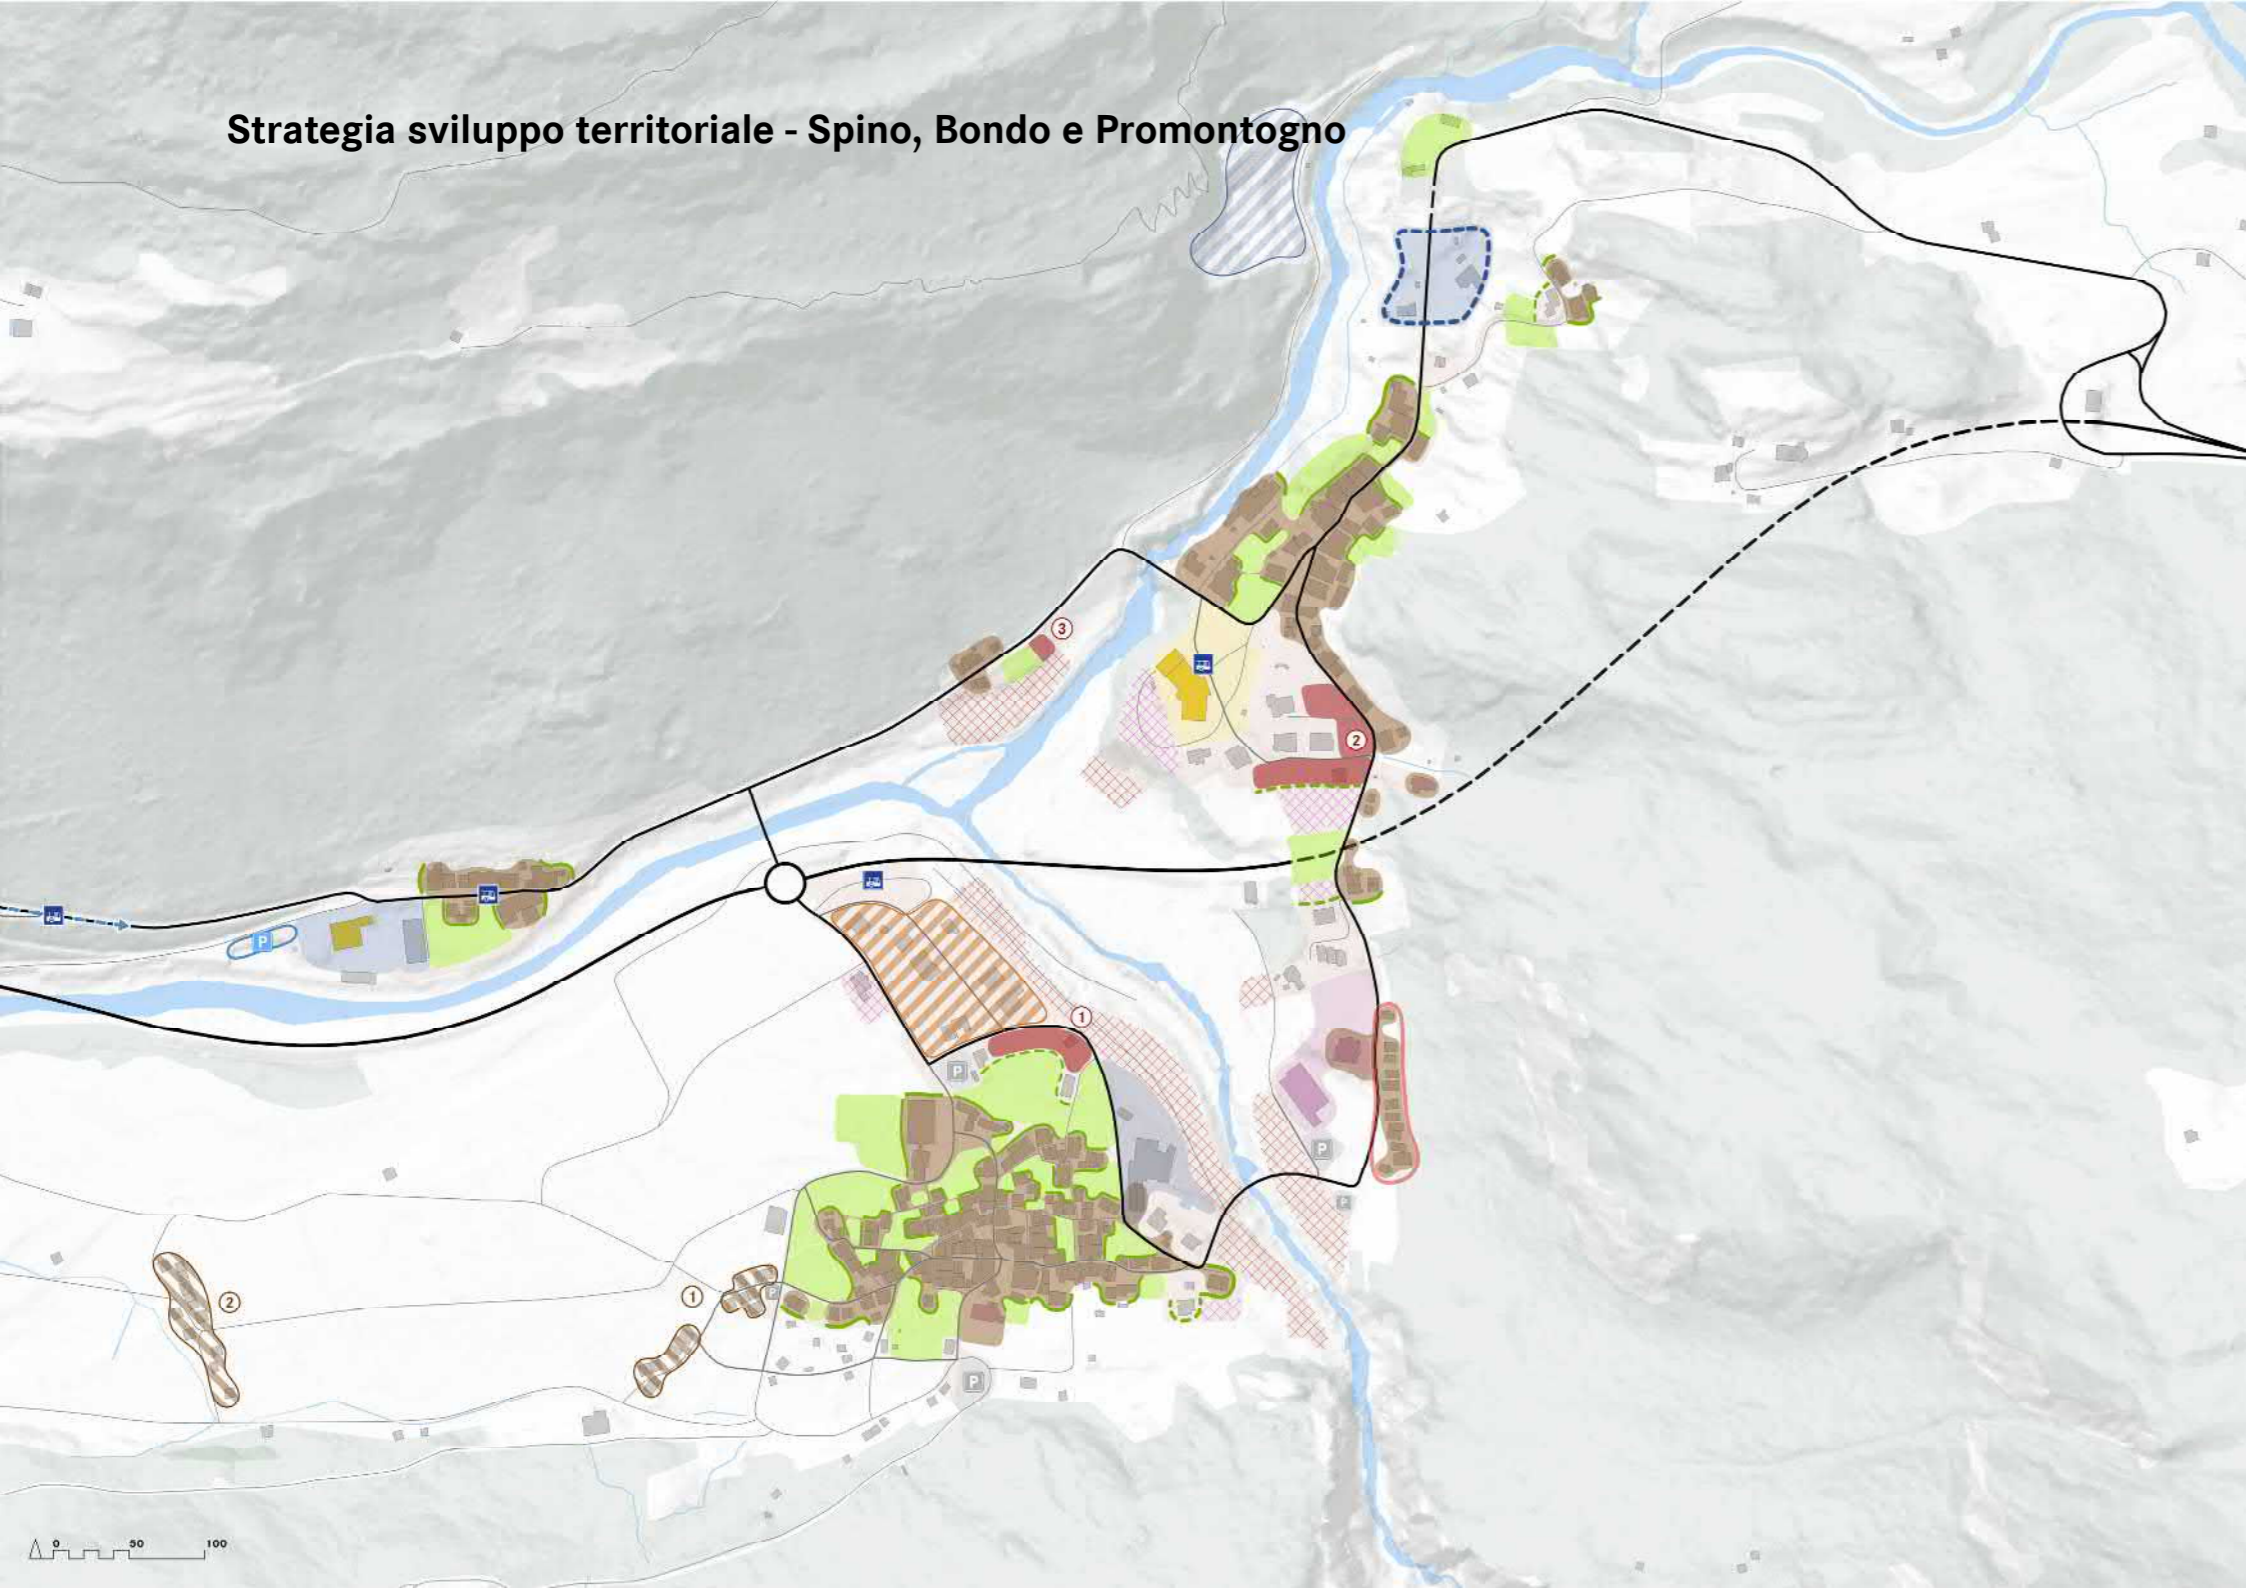 Strategia sviluppo territoriale - Spino, Bondo e Promontogno
3
2
P
1
P
P
P
2
1
P
P
0 50 100